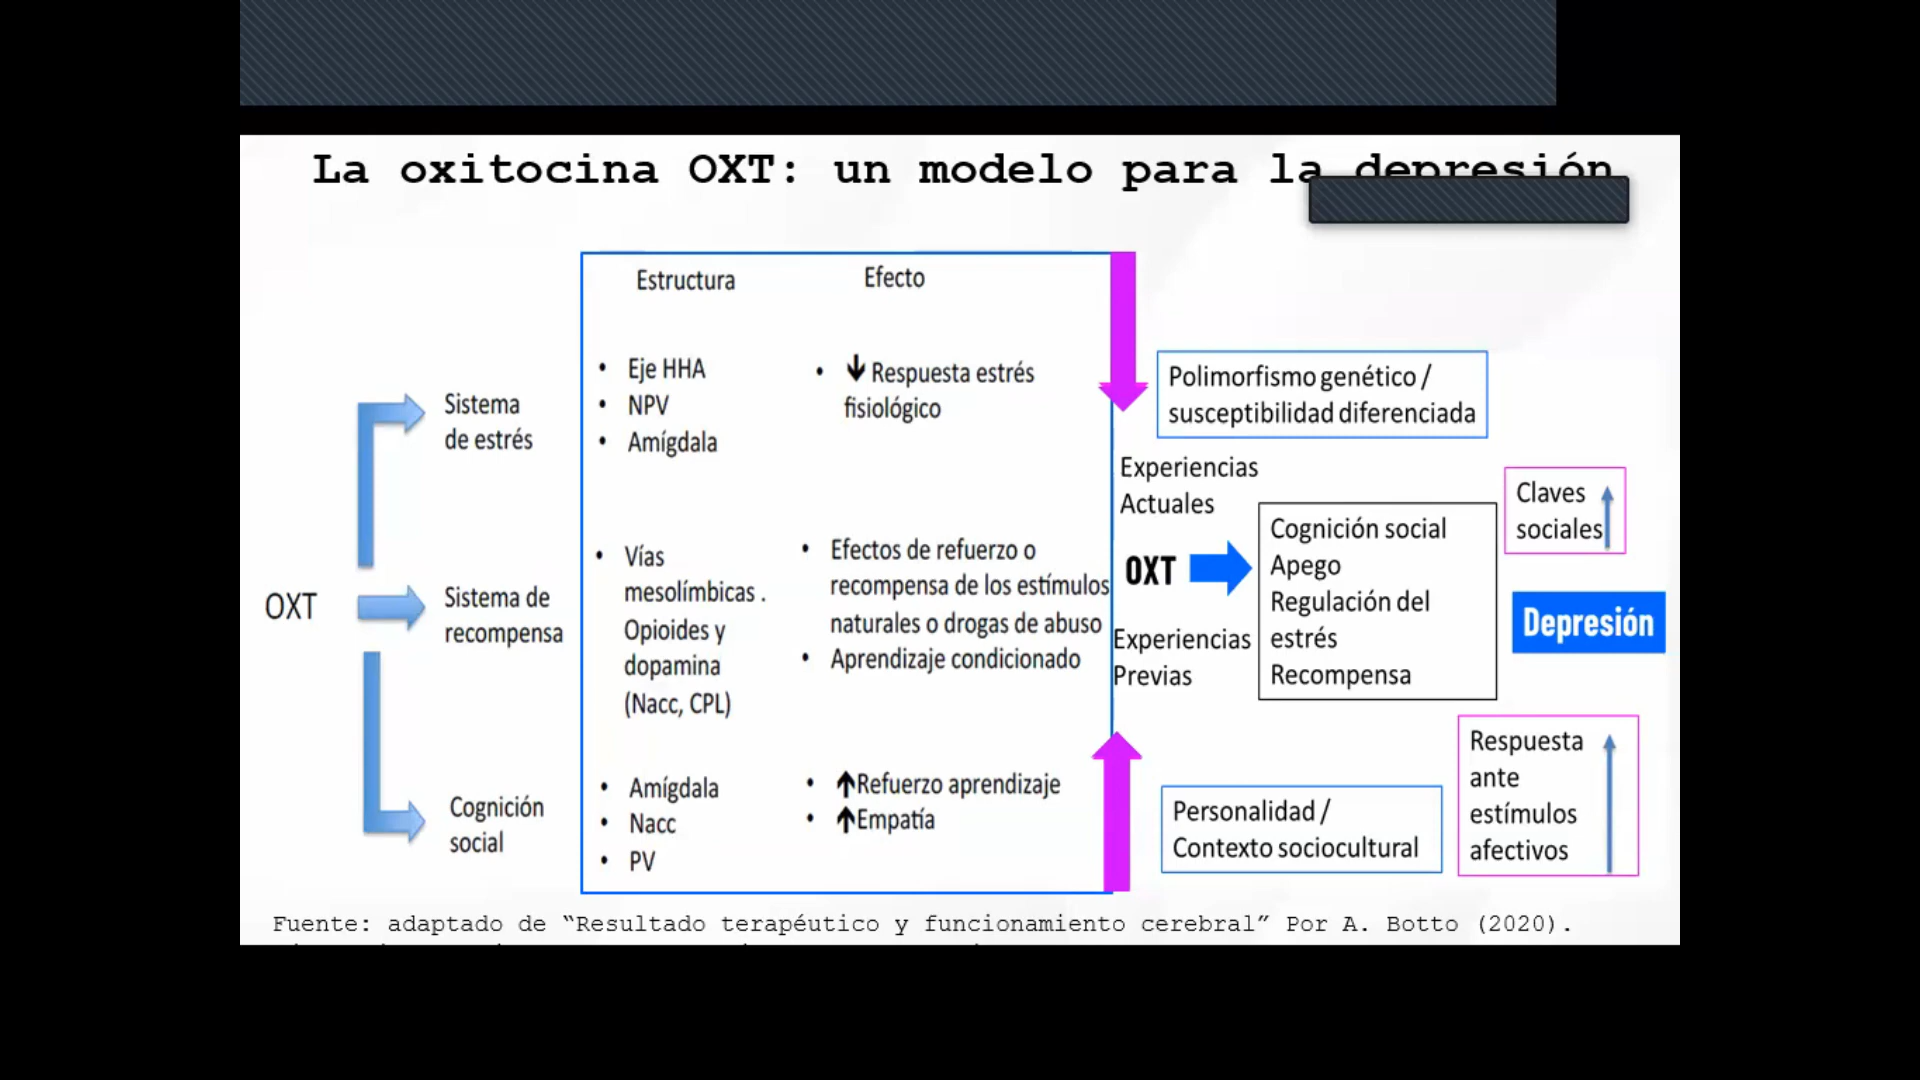 La oxitocina OXT: un modelo para la depresión
Estructura
Efecto
OXT
Sistema
de estrés
• Eje HHA
• NPV
• Amígdala
• 🡻 Respuesta estrés
fisiológico
Sistema de
recompensa
• Vías
mesolímbicas .
Opioides y
dopamina
(Nacc, CPL)
• Efectos de refuerzo o
recompensa de los estímulos
naturales o drogas de abuso
• Aprendizaje condicionado
Cognición
social
• Amígdala
• Nacc
• PV
• 🡹Refuerzo aprendizaje
• 🡹Empatía
Polimorfismo genético /
susceptibilidad diferenciada
Experiencias
Actuales
OXT
Experiencias
Previas
Cognición social
Apego
Regulación del
estrés
Recompensa
Claves
sociales
Depresión
Personalidad /
Contexto sociocultural
Respuesta
ante
estímulos
afectivos
Fuente: adaptado de “Resultado terapéutico y funcionamiento cerebral” Por A. Botto (2020).